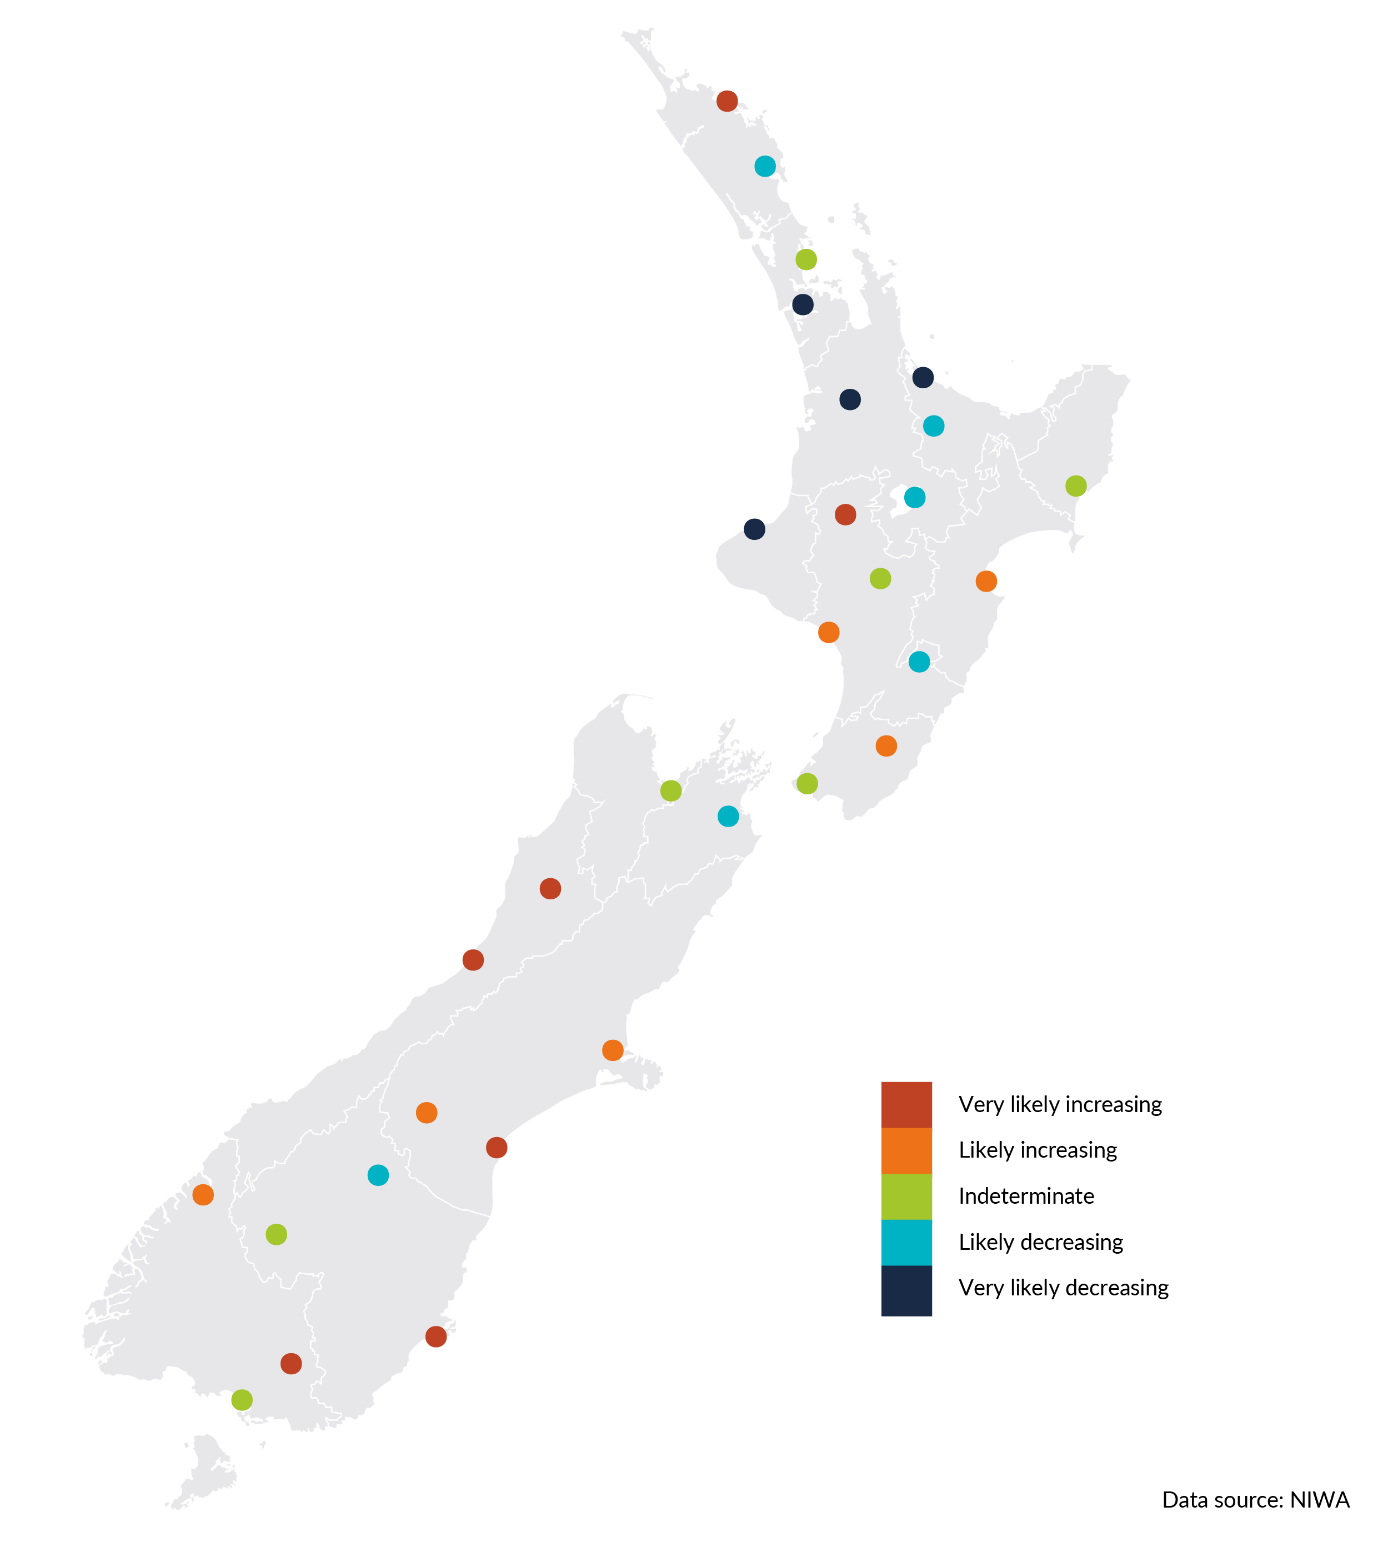 Very likely increasing
Likely increasing
Indeterminate
Likely decreasing
Very likely decreasing
Data source: NIWA